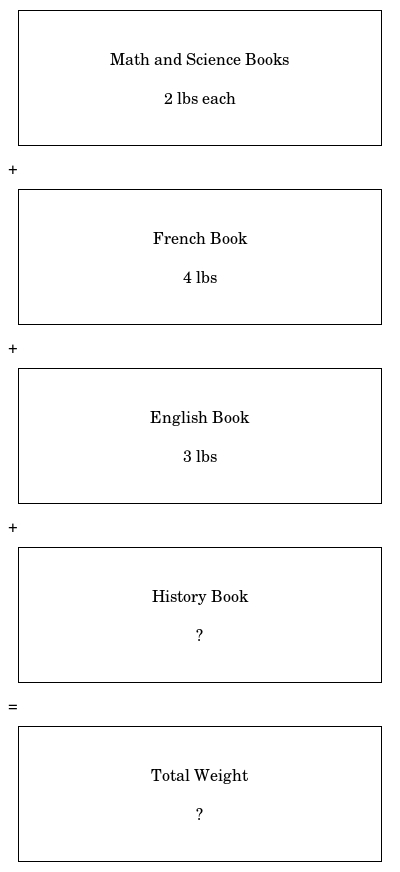 Math and Science Books
2 lbs each
+
French Book
4 lbs
+
English Book
3 lbs
+
History Book
?
=
Total Weight
?